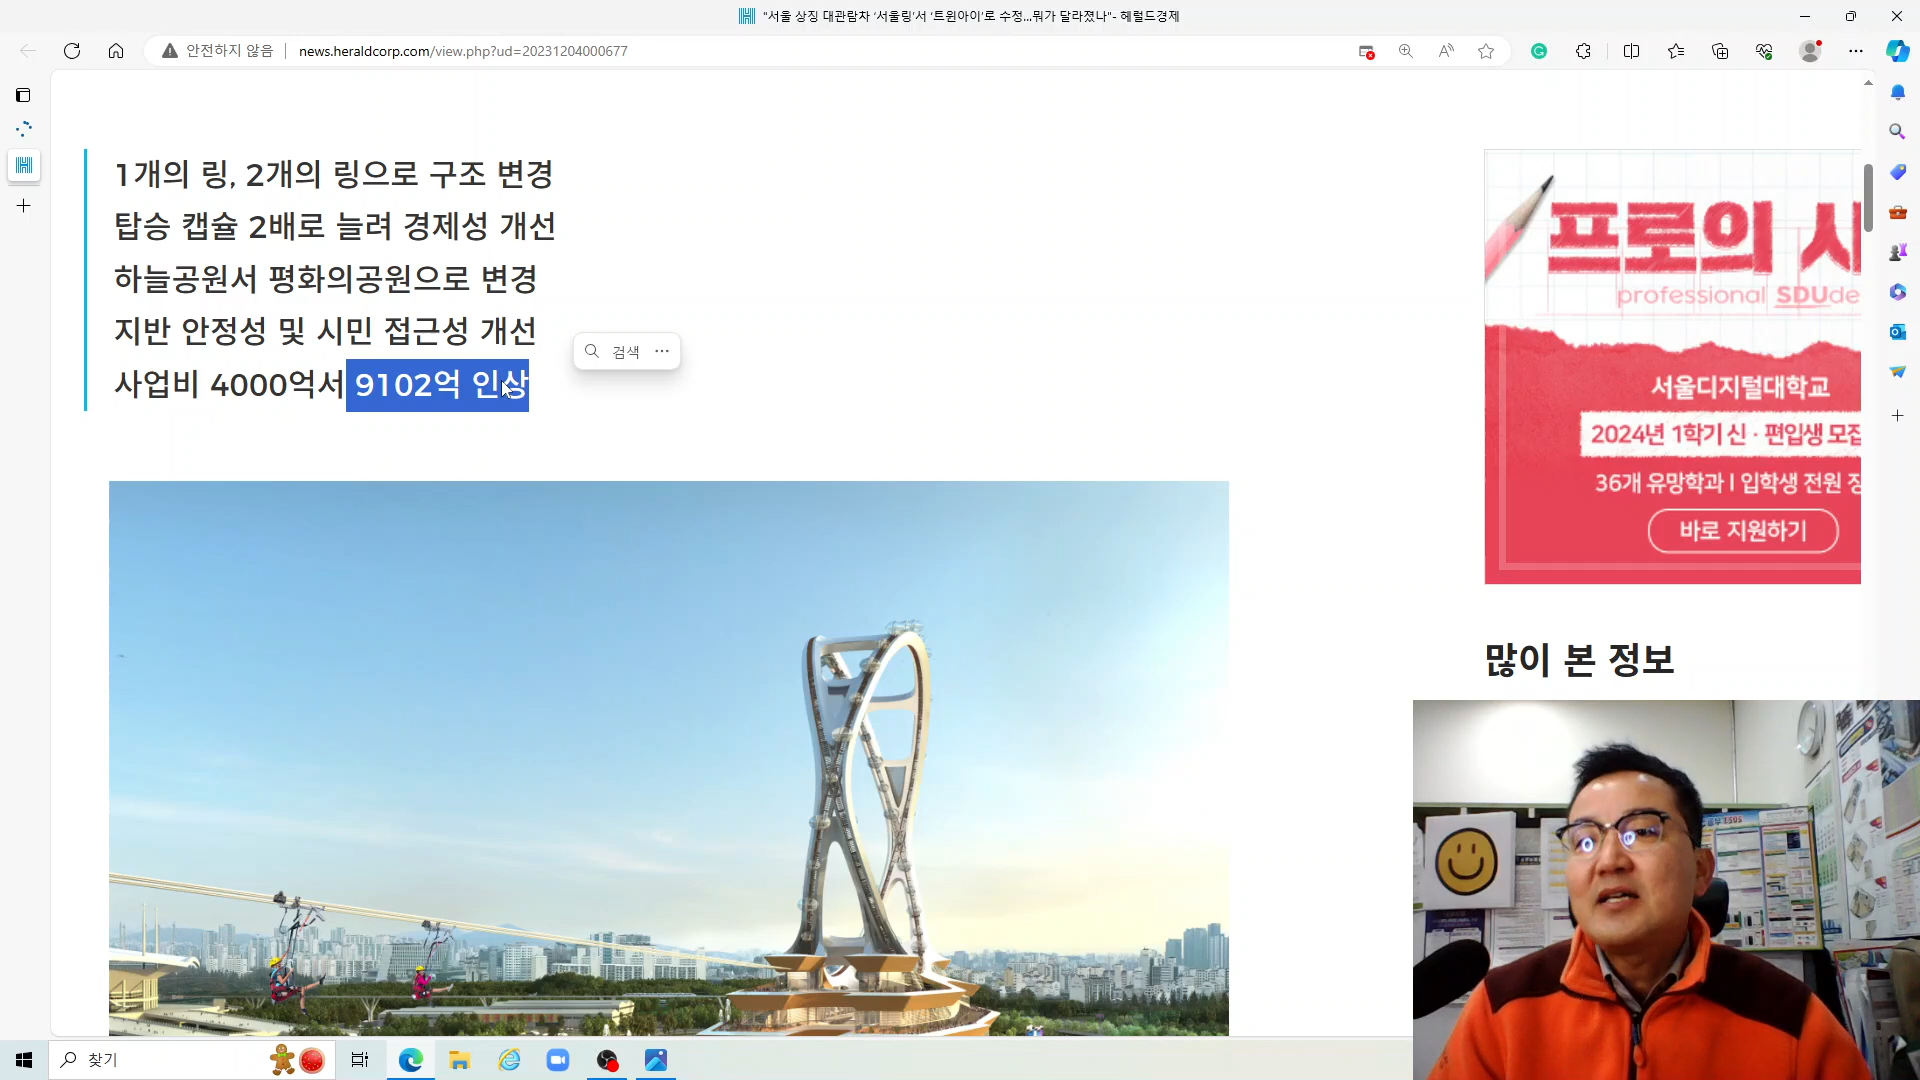 "서울 상징 대관람차 '서울링'서 '트윈아이'로 수정...뭐가 달라졌나"- 헤럴드경제
안전하지 않음
news.heraldcorp.com/view.php?ud=20231204000677
1개의 링, 2개의 링으로 구조 변경
탑승 캡슐 2배로 늘려 경제성 개선
하늘공원서 평화의공원으로 변경
지반 안정성 및 시민 접근성 개선
사업비 4000억서 9102억 인상
검색
프로의 사
professional SDUde
서울디지털대학교
2024년 1학기 신 · 편입생 모집
36개 유망학과 I 입학생 전원 장
바로 지원하기
많이 본 정보
찾기